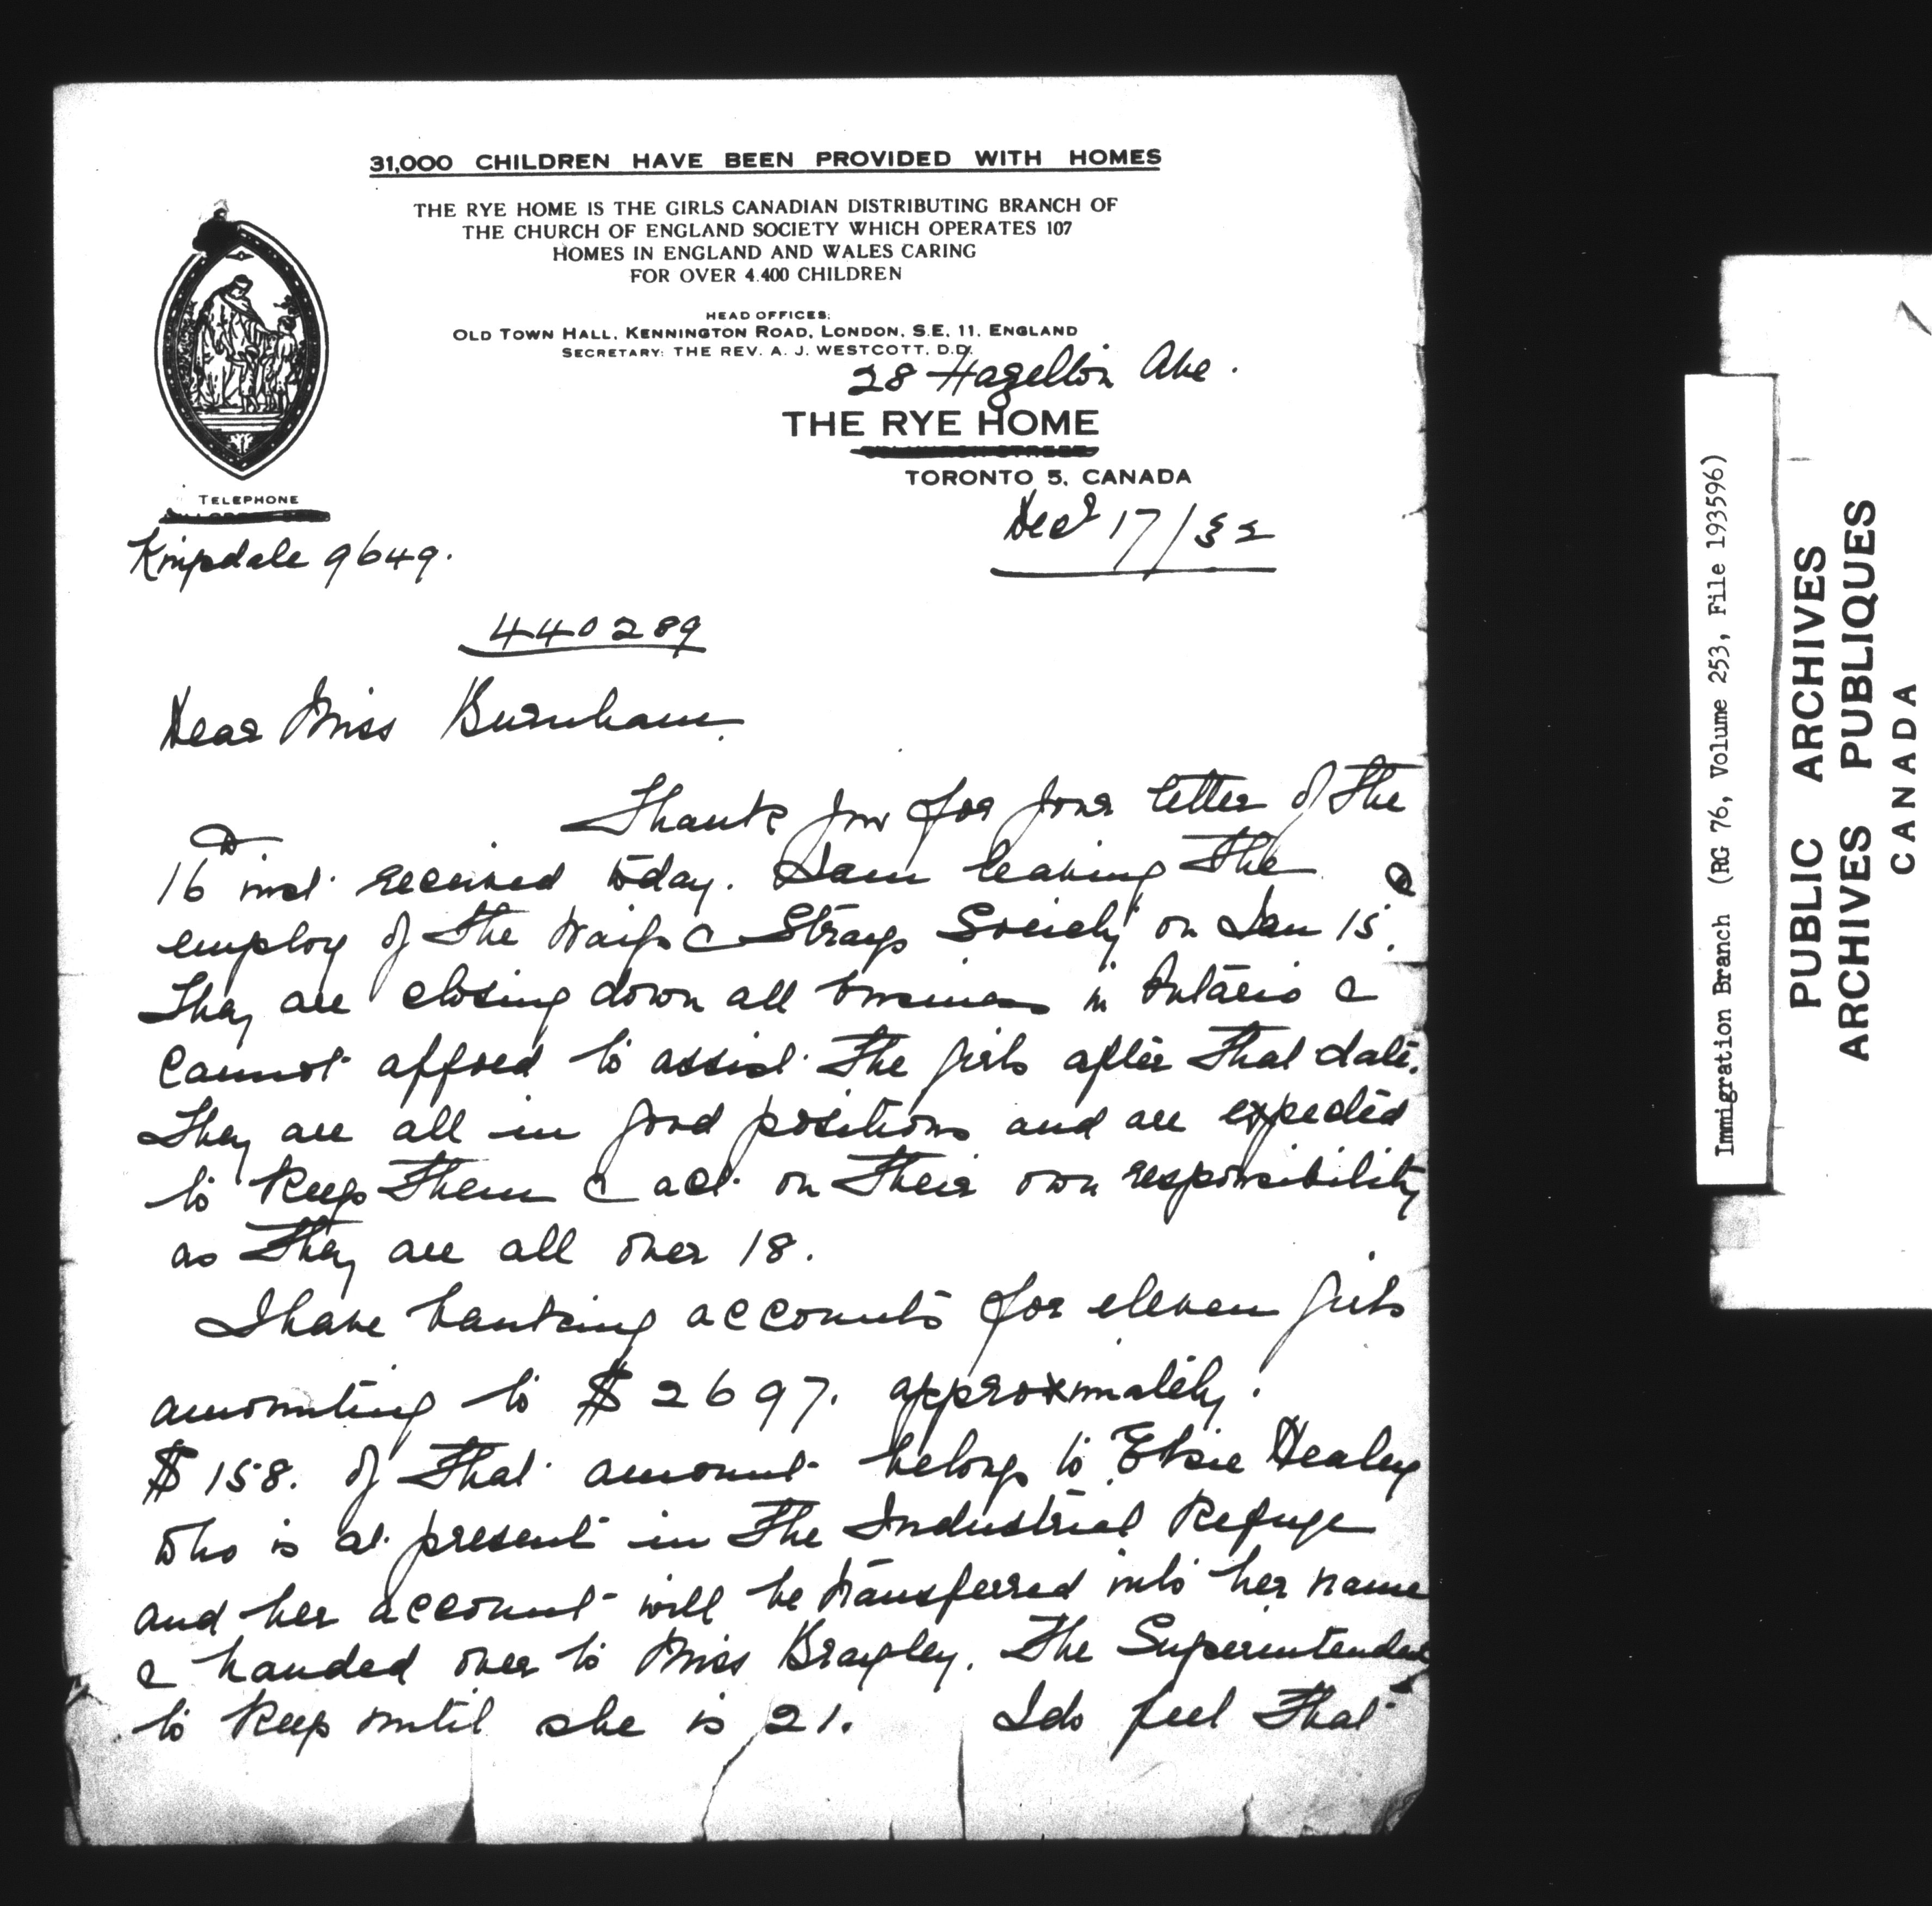 31,000 CHILDREN HAVE BEEN PROVIDED WITH HOMES
THE RYE HOME IS THE GIRLS CANADIAN DISTRIBUTING BRANCH OF
THE CHURCH OF ENGLAND SOCIETY WHICH OPERATES 107
HOMES IN ENGLAND AND WALES CARING
FOR OVER 4.400 CHILDREN
HEAD OFFICES:
OLD TOWN HALL, KENNINGTON ROAD, LONDON, S.E. 11, ENGLAND
SECRETARY: THE REV. A. J. WESTCOTT, D.D.
28 Hazelton Ave.
THE RYE HOME
TORONTO 5, CANADA
TELEPHONE
Kingsdale 9649.
Decr 17/32
440289
Dear Miss Burnham.
Thank you for your letter of the
16th inst. received today. I am leaving the
employ of the Waifs & Strays Society on Jan 15.
They are closing down all business in Ontario &
cannot afford to assist the girls after that date.
They are all in good positions and are expected
to keep them & act on their own responsibility
as they are all over 18.
I have banking accounts for eleven girls
amounting to $2697. approximately.
$158. of that amount belongs to Elsie Healey
who is at present in the Industrial Refuge
and her account will be transferred into her name
& handed over to Miss The Superintendent
to keep until she is 21. I do feel that
Immigration Branch (RG 76, Volume 253, File 193596)
PUBLIC ARCHIVES
ARCHIVES PUBLIQUES
CANADA